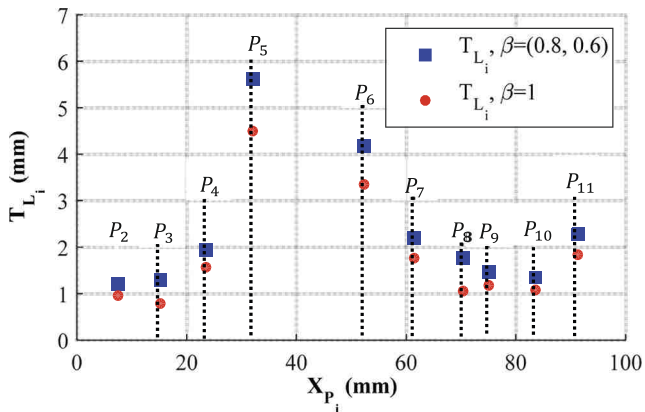 7
6
5
4
3
2
1
0
T_{L_i} (mm)
P_2
P_3
P_4
P_5
P_6
P_7
P_8
P_9
P_10
P_11
T_{L_i}, β=(0.8, 0.6)
T_{L_i}, β=1
0 20 40 60 80 100
X_{P_i} (mm)